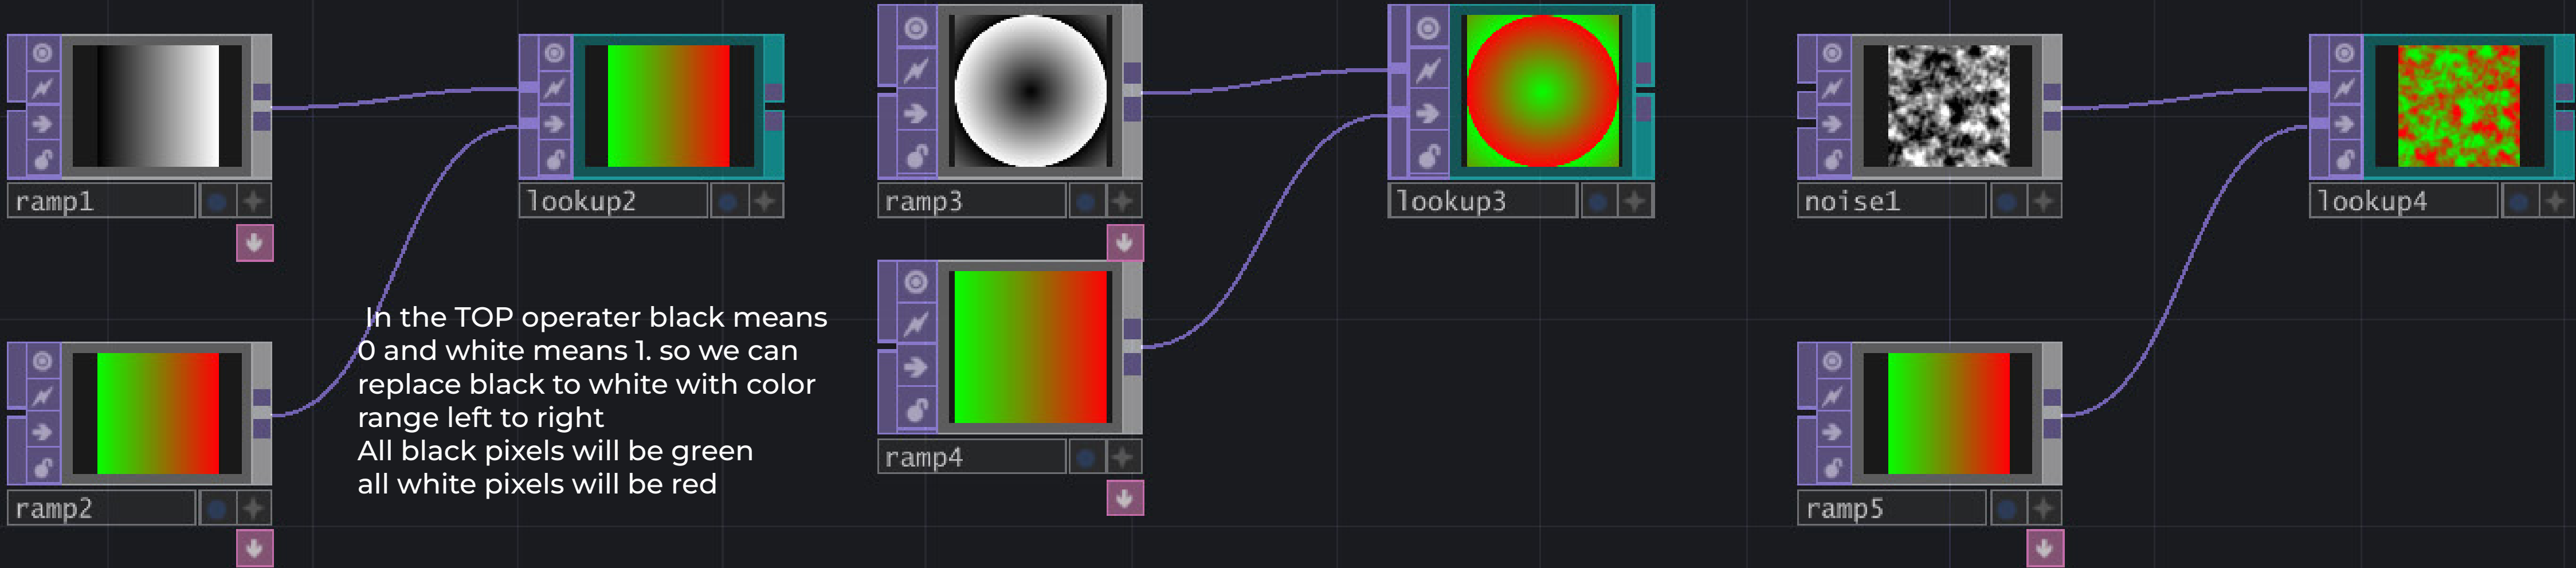 ramp1
lookup2
ramp3
lookup3
noise1
lookup4
In the TOP operater black means
0 and white means 1. so we can
replace black to white with color
range left to right
All black pixels will be green
all white pixels will be red
ramp4
ramp2
ramp5